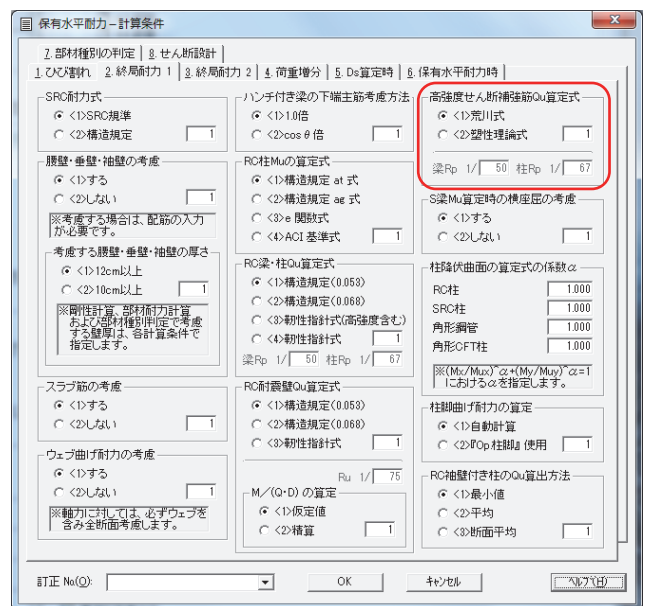 保有水平耐力 – 計算条件
7. 部材種別の判定
8. せん断設計
1. ひび割れ
2. 終局耐力 1
3. 終局耐力 2
4. 荷重増分
5. Ds算定時
6. 保有水平耐力時
SRC耐力式
<1>SRC規準
<2>構造規定 1
腰壁・垂壁・袖壁の考慮
<1>する
<2>しない 1
※考慮する場合は、配筋の入力
が必要です。
考慮する腰壁・垂壁・袖壁の厚さ
<1>12cm以上
<2>10cm以上 1
※剛性計算、部材耐力計算
および部材種別判定で考慮
する壁厚は、各計算条件で
指定します。
スラブ筋の考慮
<1>する
<2>しない 1
ウェブ曲げ耐力の考慮
<1>する
<2>しない 1
※軸力に対しては、必ずウェブを
含み全断面考慮します。
ハンチ付き梁の下端主筋考慮方法
<1>1.0倍
<2>cos θ 倍 1
RC柱Muの算定式
<1>構造規定 at 式
<2>構造規定 ag 式
<3>e 関数式
<4>ACI 基準式 1
RC梁・柱Qu算定式
<1>構造規定(0.053)
<2>構造規定(0.068)
<3>靭性指針式(高強度含む)
<4>靭性指針式 1
梁Rp 1/ 50 柱Rp 1/ 67
RC耐震壁Qu算定式
<1>構造規定(0.053)
<2>構造規定(0.068)
<3>靭性指針式 1
Ru 1/ 75
M/(Q・D) の算定
<1>仮定値
<2>精算 1
高強度せん断補強筋Qu算定式
<1>荒川式
<2>塑性理論式 1
梁Rp 1/ 50 柱Rp 1/ 67
S梁Mu算定時の横座屈の考慮
<1>する
<2>しない 1
柱降伏曲面の算定式の係数α
RC柱 1.000
SRC柱 1.000
角形鋼管 1.000
角形CFT柱 1.000
※(Mx/Mux)^α+(My/Muy)^α=1
におけるαを指定します。
柱脚曲げ耐力の算定
<1>自動計算
<2>『Op.柱脚』使用 1
RC袖壁付き柱のQu算出方法
<1>最小値
<2>平均
<3>断面平均 1
訂正 No(O):
OK
キャンセル
ヘルプ(H)